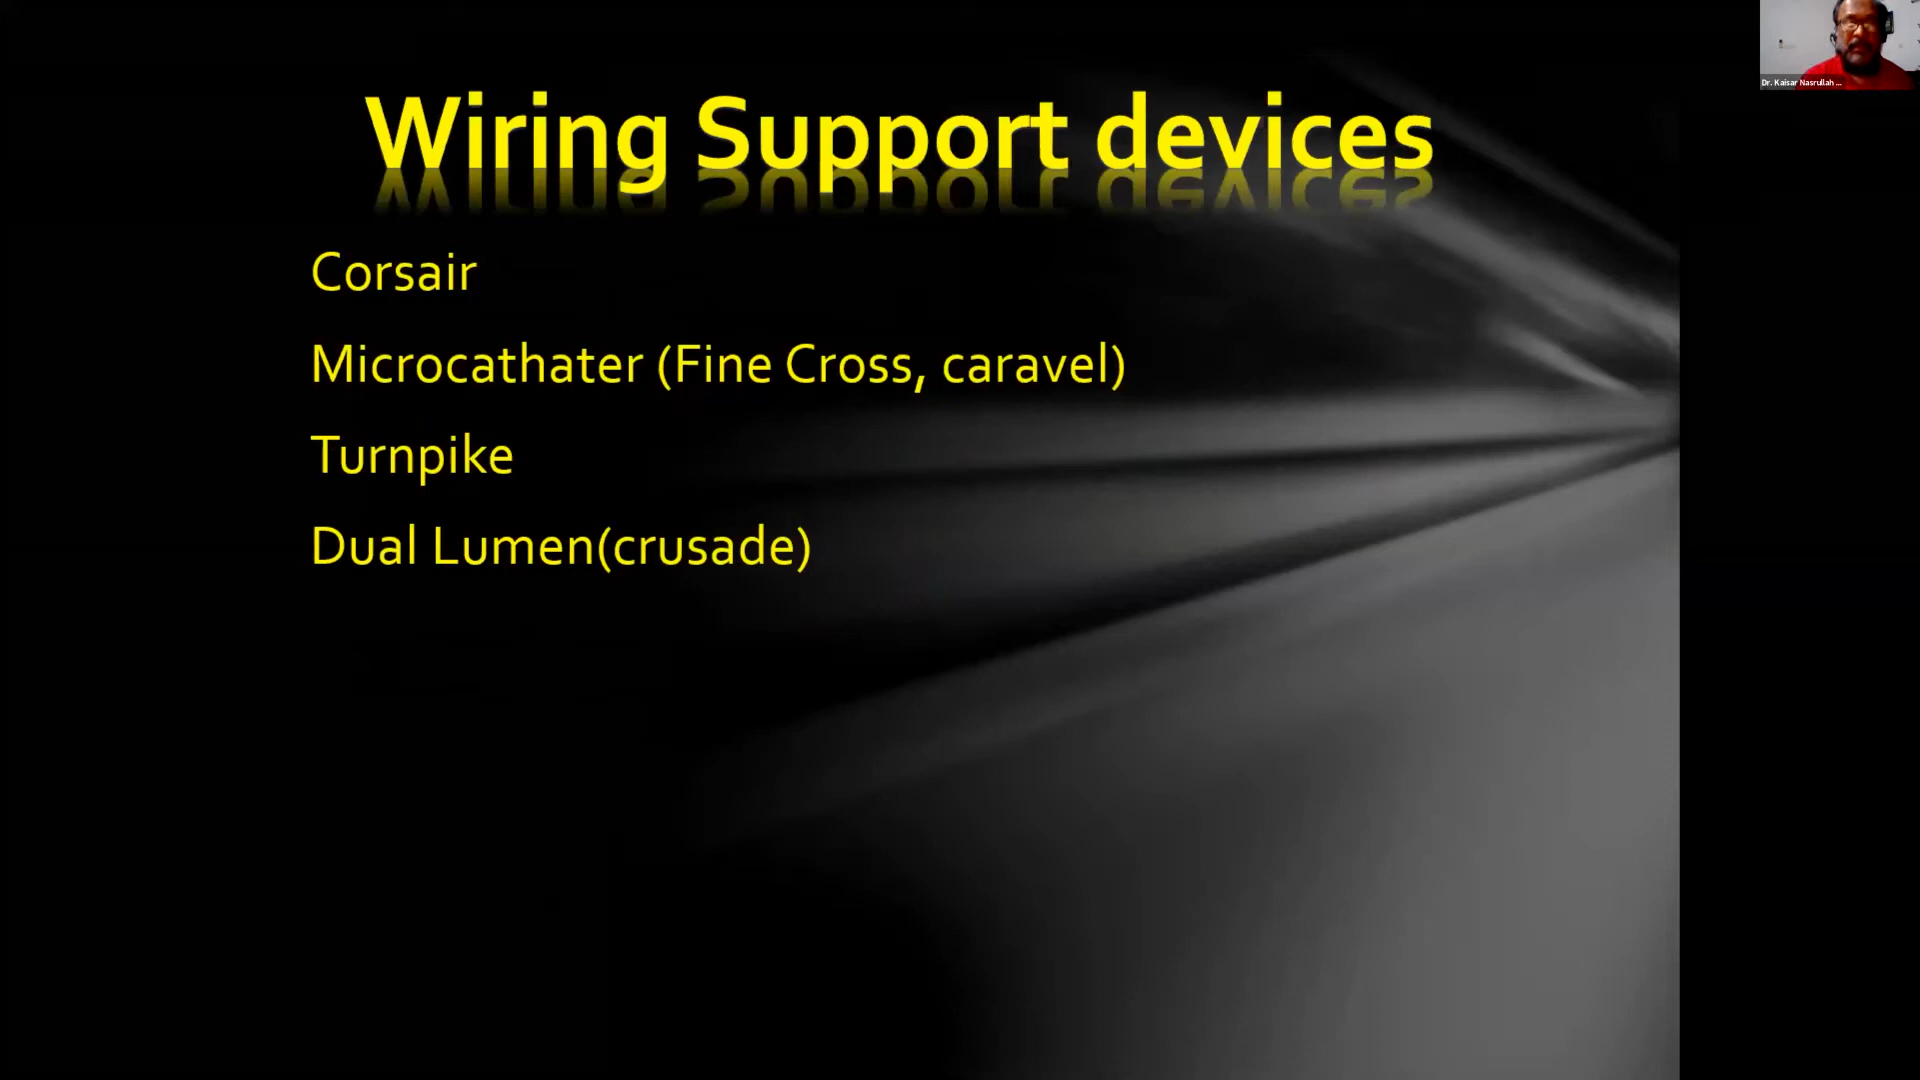 Wiring Support devices
Corsair
Microcathater (Fine Cross, caravel)
Turnpike
Dual Lumen(crusade)
Dr. Kaisar Nasrullah ...